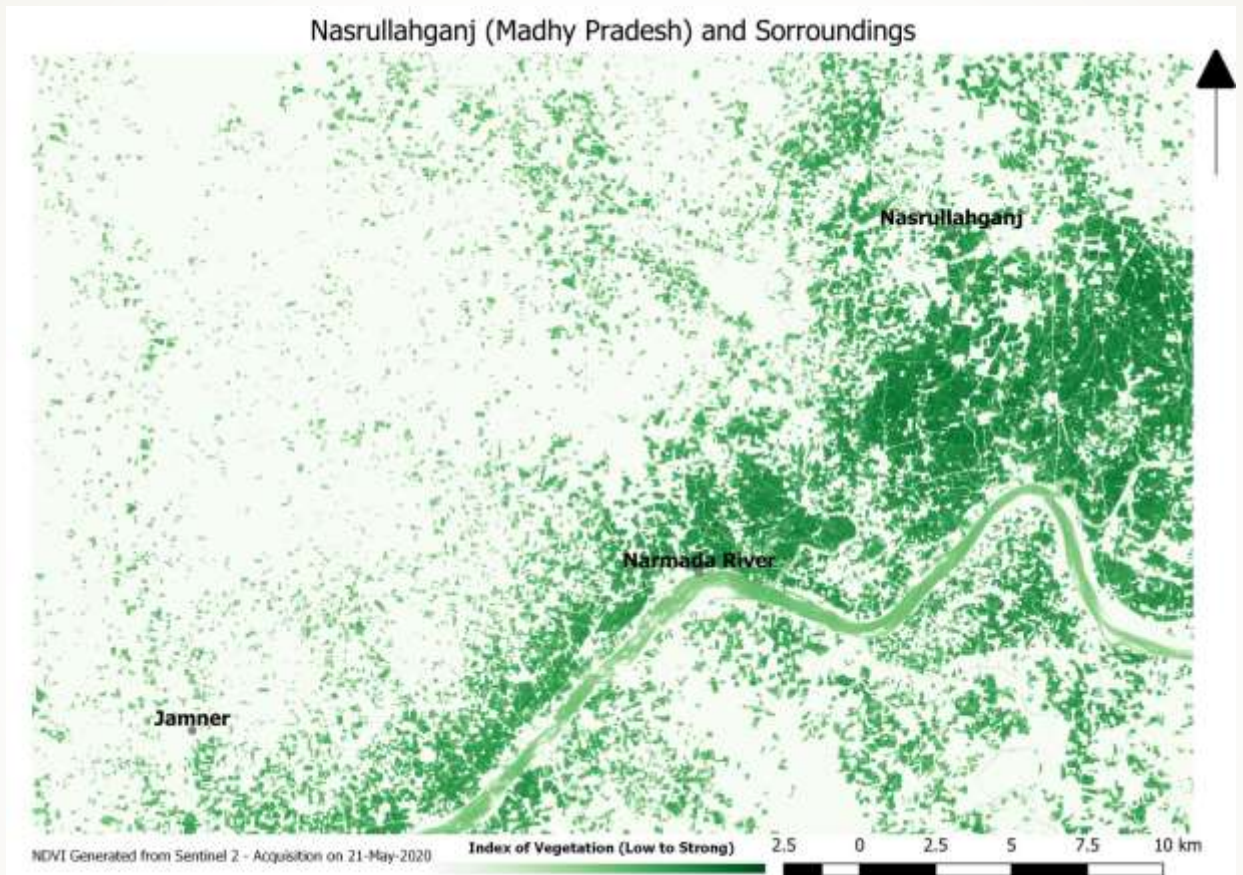 Nasrullahganj (Madhy Pradesh) and Sorroundings
Nasrullahganj
Narmada River
Jamner
NDVI Generated from Sentinel 2 - Acquisition on 21-May-2020
Index of Vegetation (Low to Strong)
2.5 0 2.5 5 7.5 10 km